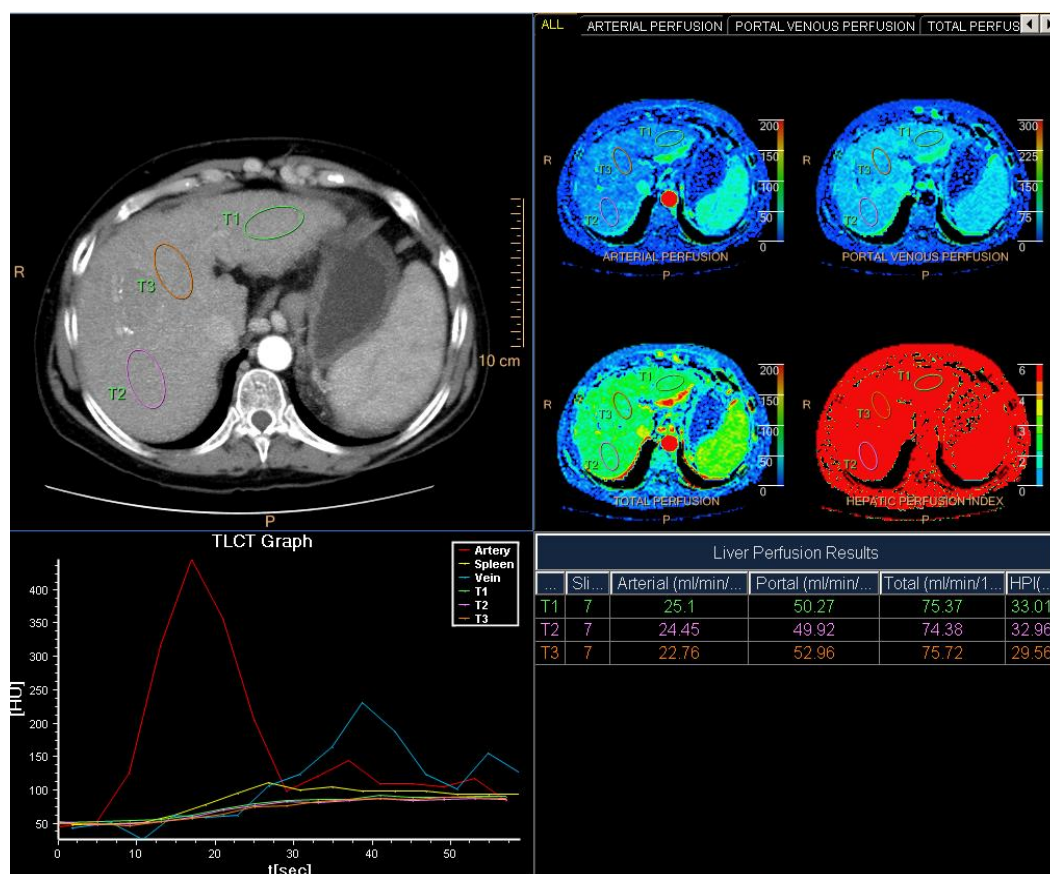 ALL ARTERIAL PERFUSION PORTAL VENOUS PERFUSION TOTAL PERFUS
T1
T3
T2
R
10 cm
P
T1
T3
T2
R
200
150
100
50
0
ARTERIAL PERFUSION
P
T1
T3
T2
R
300
225
150
75
0
PORTAL VENOUS PERFUSION
P
T1
T3
T2
R
200
150
100
50
0
TOTAL PERFUSION
P
T1
T3
T2
R
6
0
HEPATIC PERFUSION INDEX
P
TLCT Graph
Artery
Spleen
Vein
T1
T2
T3
400
350
300
250
200
150
100
50
[HU]
0 10 20 30 40 50
t[sec]
Liver Perfusion Results
... Sli... Arterial (ml/min/... Portal (ml/min/... Total (ml/min/1... HPI(...
T1 7 25.1 50.27 75.37 33.01
T2 7 24.45 49.92 74.38 32.96
T3 7 22.76 52.96 75.72 29.56